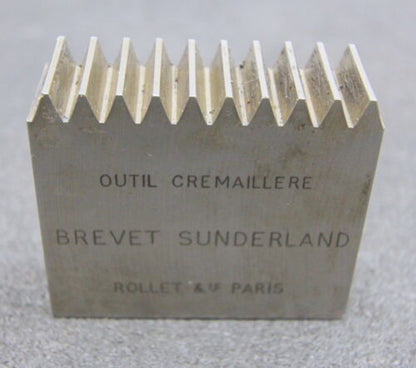 OUTIL CREMAILLERE
BREVET SUNDERLAND
ROLLET & Cie PARIS